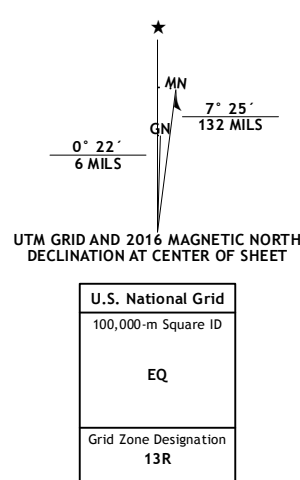 ★
MN
7° 25´
132 MILS
GN
0° 22´
6 MILS
UTM GRID AND 2016 MAGNETIC NORTH
DECLINATION AT CENTER OF SHEET
U.S. National Grid
100,000-m Square ID
EQ
Grid Zone Designation
13R